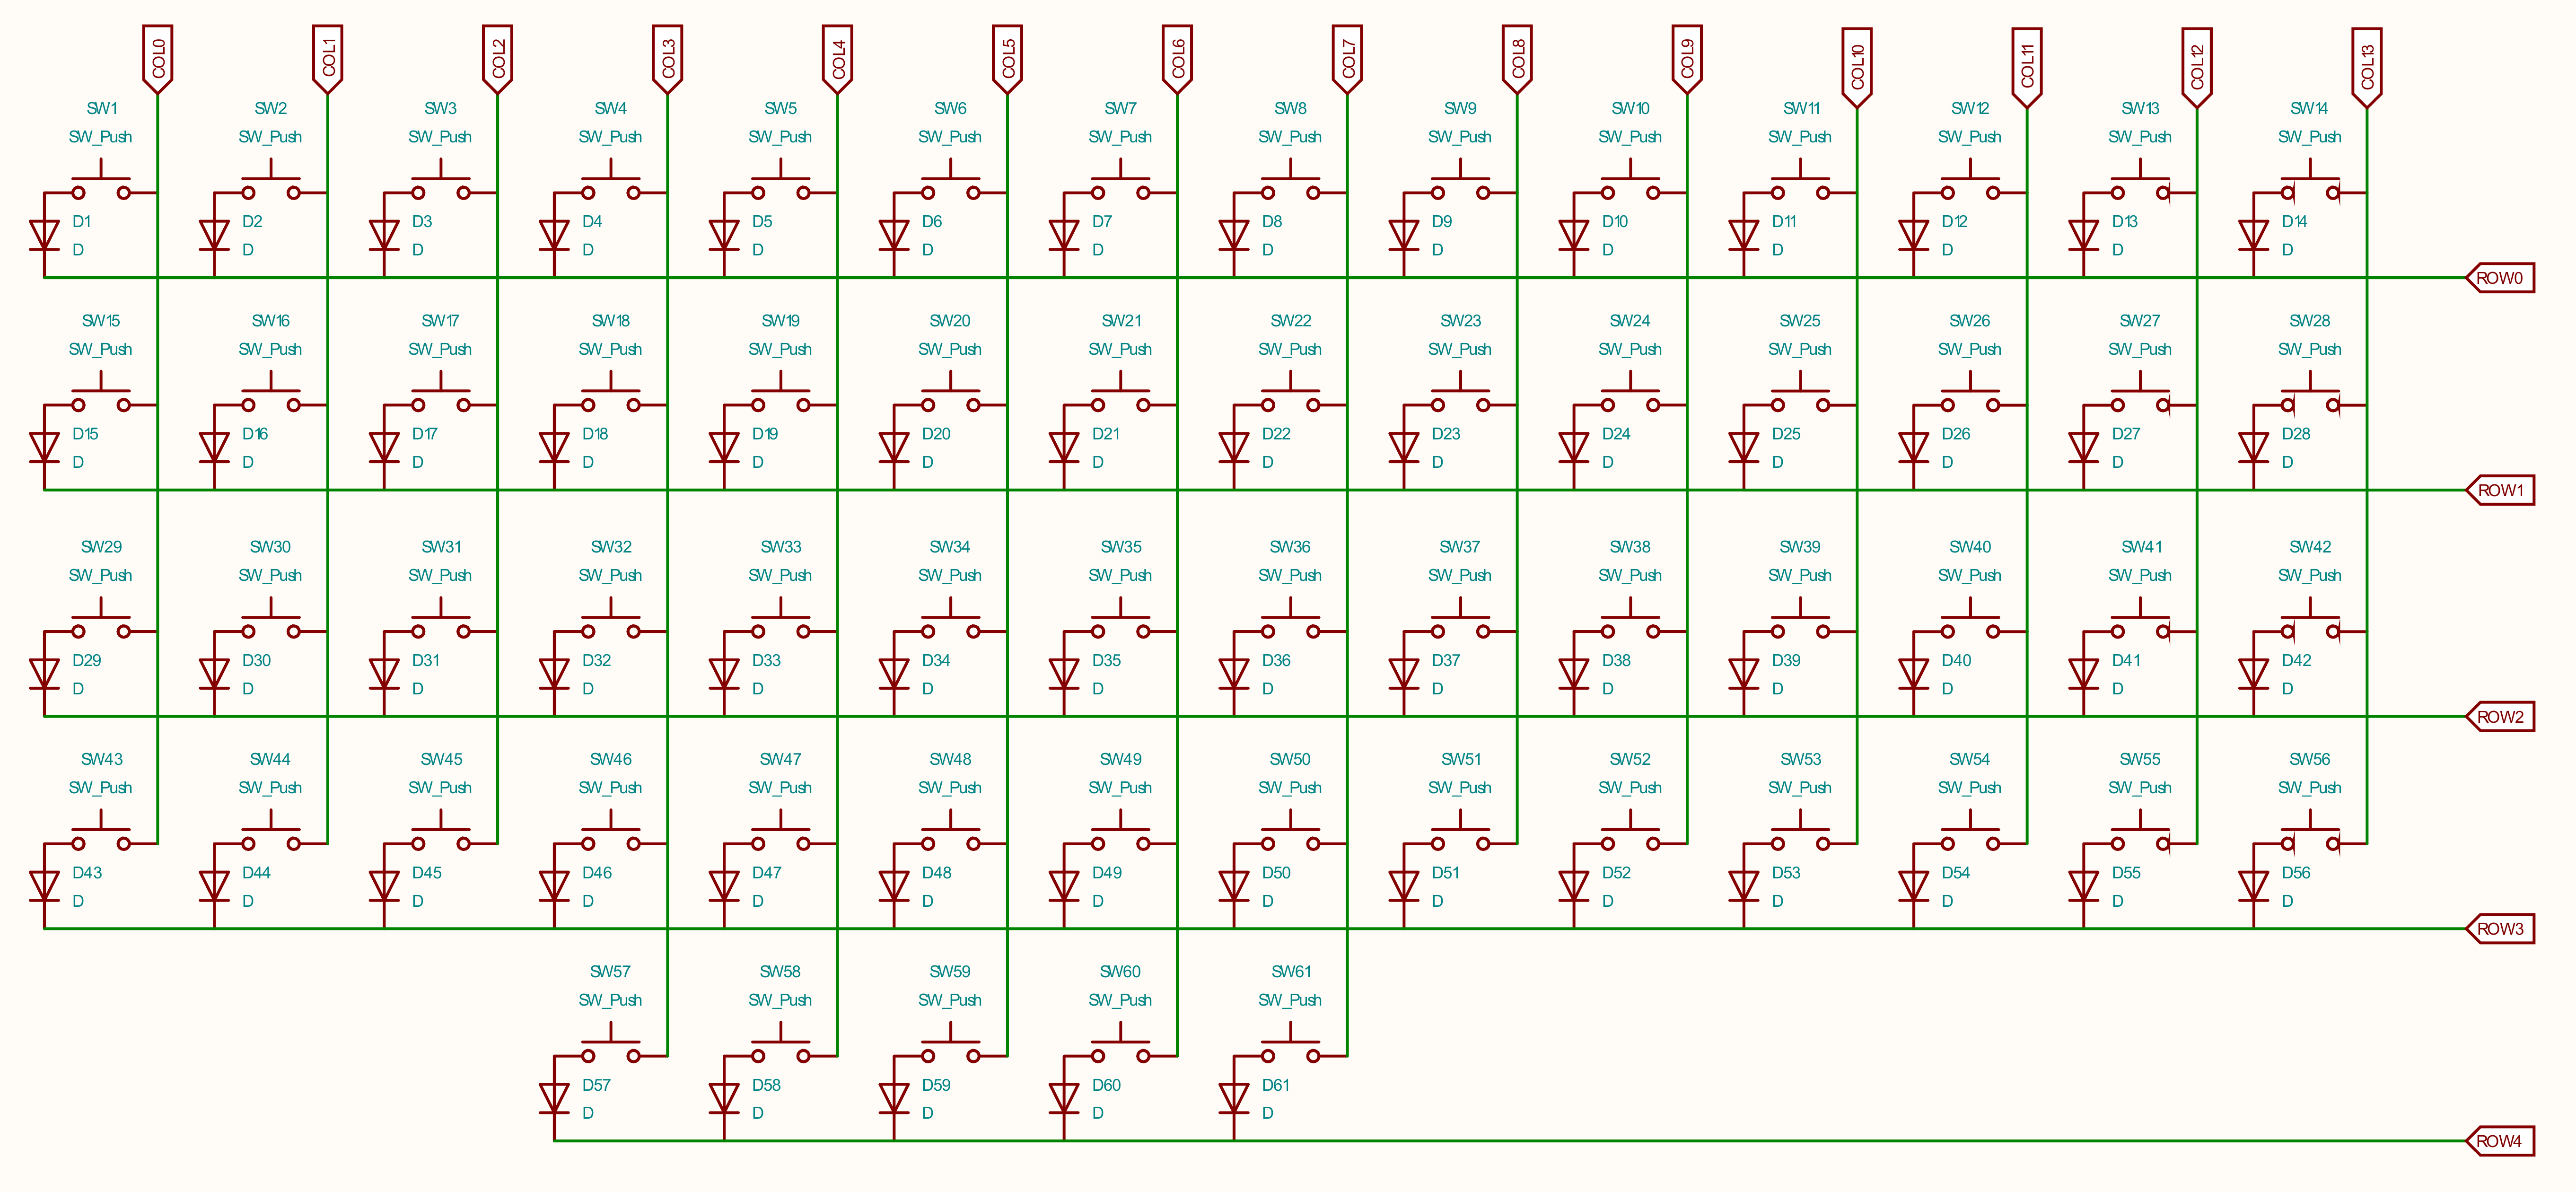 COL0 COL1 COL2 COL3 COL4 COL5 COL6 COL7 COL8 COL9 COL10 COL11 COL12 COL13
SW1 SW2 SW3 SW4 SW5 SW6 SW7 SW8 SW9 SW10 SW11 SW12 SW13 SW14
SW_Push SW_Push SW_Push SW_Push SW_Push SW_Push SW_Push SW_Push SW_Push SW_Push SW_Push SW_Push SW_Push SW_Push
D1 D2 D3 D4 D5 D6 D7 D8 D9 D10 D11 D12 D13 D14
D D D D D D D D D D D D D D
ROW0
SW15 SW16 SW17 SW18 SW19 SW20 SW21 SW22 SW23 SW24 SW25 SW26 SW27 SW28
SW_Push SW_Push SW_Push SW_Push SW_Push SW_Push SW_Push SW_Push SW_Push SW_Push SW_Push SW_Push SW_Push SW_Push
D15 D16 D17 D18 D19 D20 D21 D22 D23 D24 D25 D26 D27 D28
D D D D D D D D D D D D D D
ROW1
SW29 SW30 SW31 SW32 SW33 SW34 SW35 SW36 SW37 SW38 SW39 SW40 SW41 SW42
SW_Push SW_Push SW_Push SW_Push SW_Push SW_Push SW_Push SW_Push SW_Push SW_Push SW_Push SW_Push SW_Push SW_Push
D29 D30 D31 D32 D33 D34 D35 D36 D37 D38 D39 D40 D41 D42
D D D D D D D D D D D D D D
ROW2
SW43 SW44 SW45 SW46 SW47 SW48 SW49 SW50 SW51 SW52 SW53 SW54 SW55 SW56
SW_Push SW_Push SW_Push SW_Push SW_Push SW_Push SW_Push SW_Push SW_Push SW_Push SW_Push SW_Push SW_Push SW_Push
D43 D44 D45 D46 D47 D48 D49 D50 D51 D52 D53 D54 D55 D56
D D D D D D D D D D D D D D
ROW3
SW57 SW58 SW59 SW60 SW61
SW_Push SW_Push SW_Push SW_Push SW_Push
D57 D58 D59 D60 D61
D D D D D
ROW4